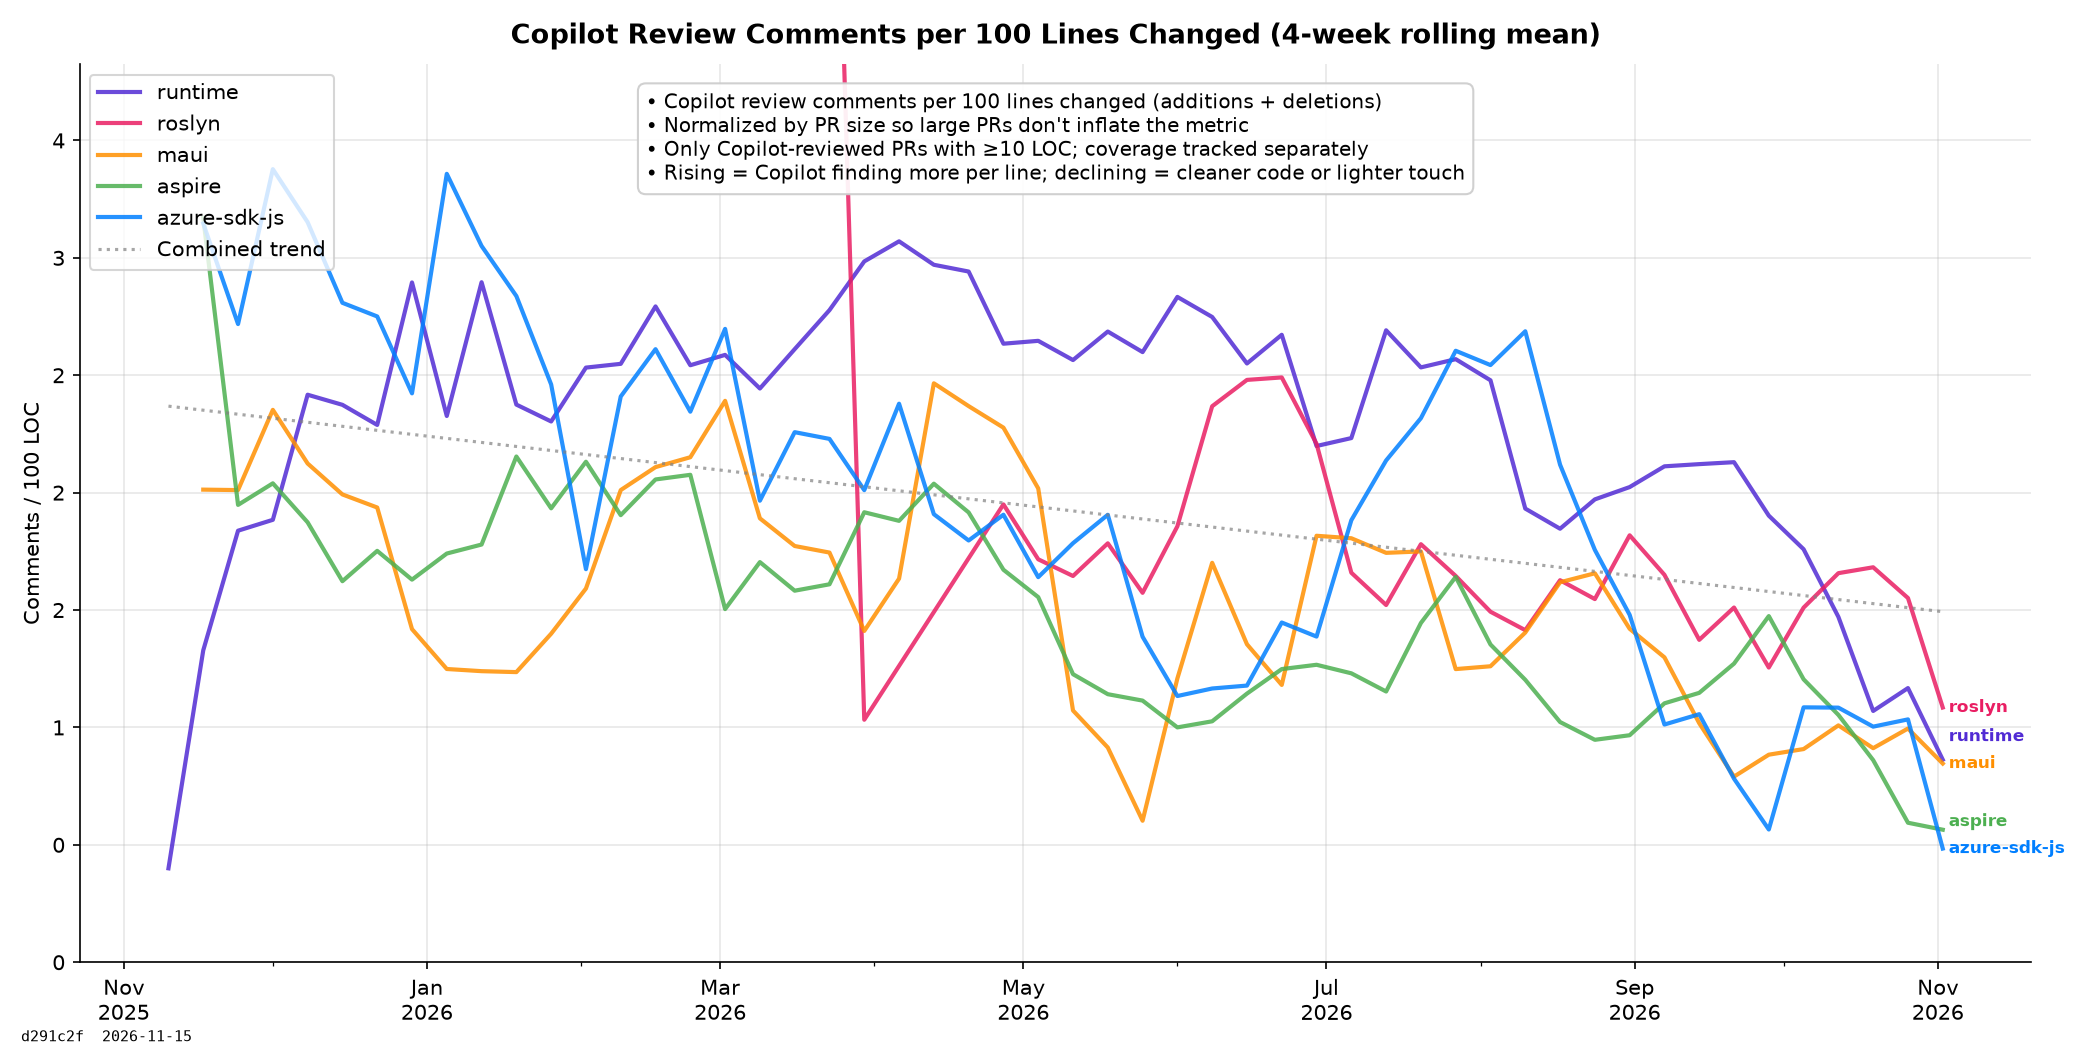 Copilot Review Comments per 100 Lines Changed (4-week rolling mean)
runtime
roslyn
maui
aspire
azure-sdk-js
Combined trend
• Copilot review comments per 100 lines changed (additions + deletions)
• Normalized by PR size so large PRs don't inflate the metric
• Only Copilot-reviewed PRs with ≥10 LOC; coverage tracked separately
• Rising = Copilot finding more per line; declining = cleaner code or lighter touch
Comments / 100 LOC
4
3
2
2
2
1
0
0
roslyn
runtime
maui
aspire
azure-sdk-js
Nov
2025
Jan
2026
Mar
2026
May
2026
Jul
2026
Sep
2026
Nov
2026
d291c2f  2026-11-15